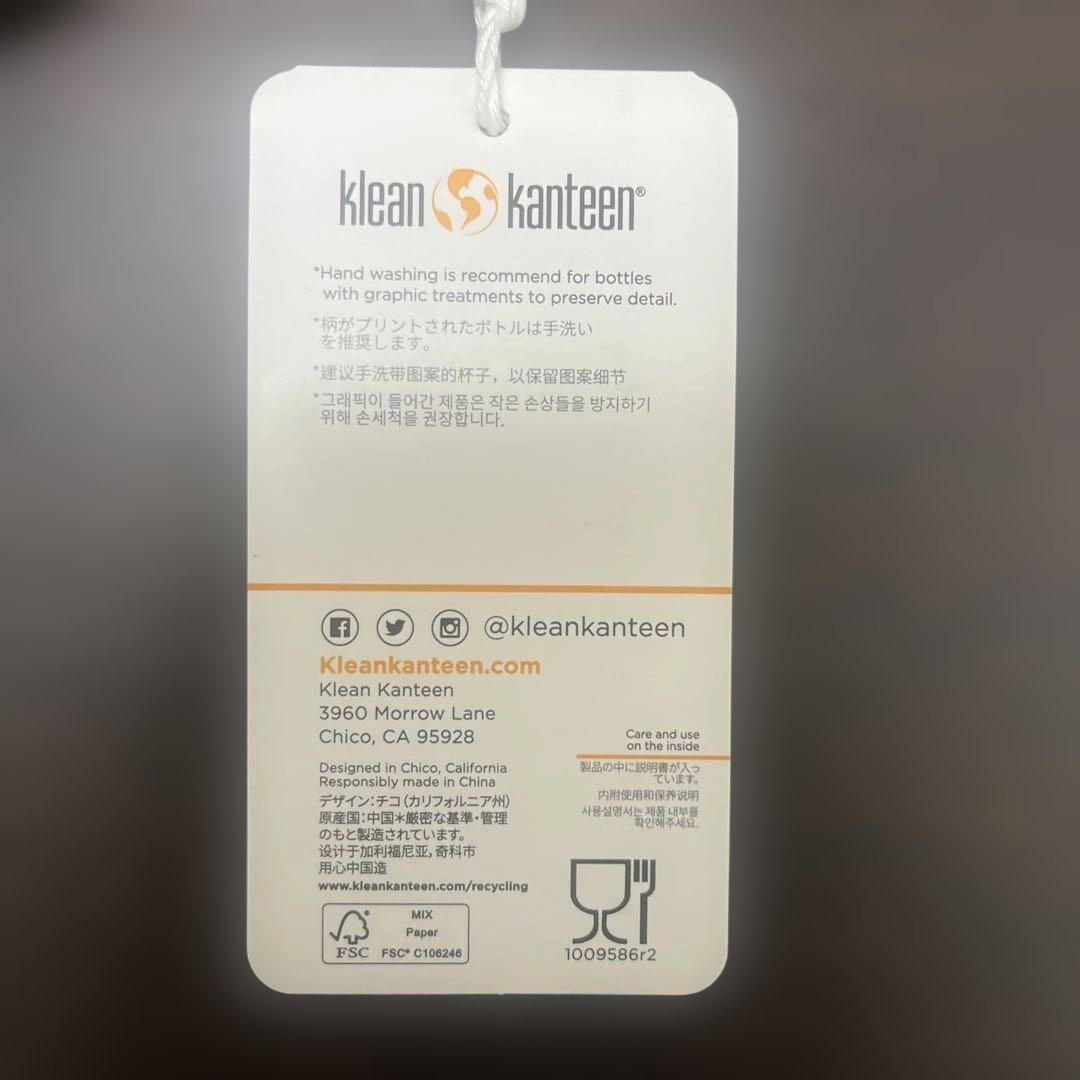 klean kanteen®
*Hand washing is recommend for bottles
with graphic treatments to preserve detail.
*柄がプリントされたボトルは手洗い
を推奨します。
*建议手洗带图案的杯子，以保留图案细节
*그래픽이 들어간 제품은 작은 손상들을 방지하기
위해 손세척을 권장합니다.
@kleankanteen
Kleankanteen.com
Klean Kanteen
3960 Morrow Lane
Chico, CA 95928
Designed in Chico, California
Responsibly made in China
デザイン：チコ（カリフォルニア州）
原産国：中国＊厳密な基準・管理
のもと製造されています。
设计于加利福尼亚，奇科市
用心中国造
www.kleankanteen.com/recycling
FSC
MIX
Paper
FSC® C106246
Care and use
on the inside
製品の中に説明書が入っ
ています。
内附使用和保养说明
사용설명서는 제품 내부를
확인해주세요.
1009586r2